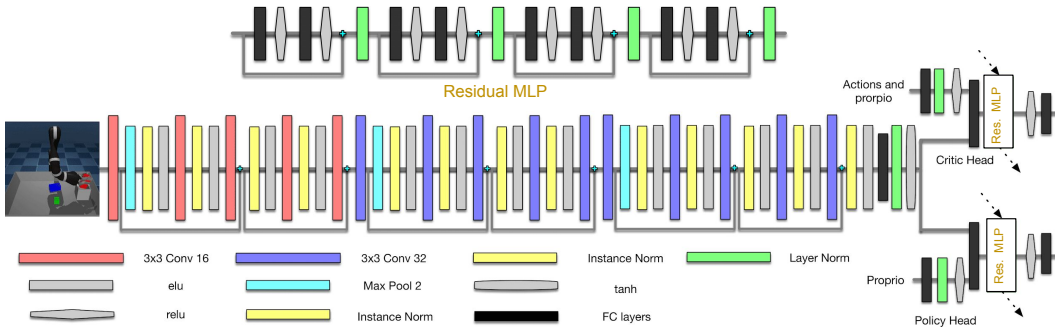 Residual MLP
Actions and
prorpio
Res. MLP
Critic Head
3x3 Conv 16
3x3 Conv 32
Instance Norm
Layer Norm
elu
Max Pool 2
tanh
relu
Instance Norm
FC layers
Proprio
Res. MLP
Policy Head